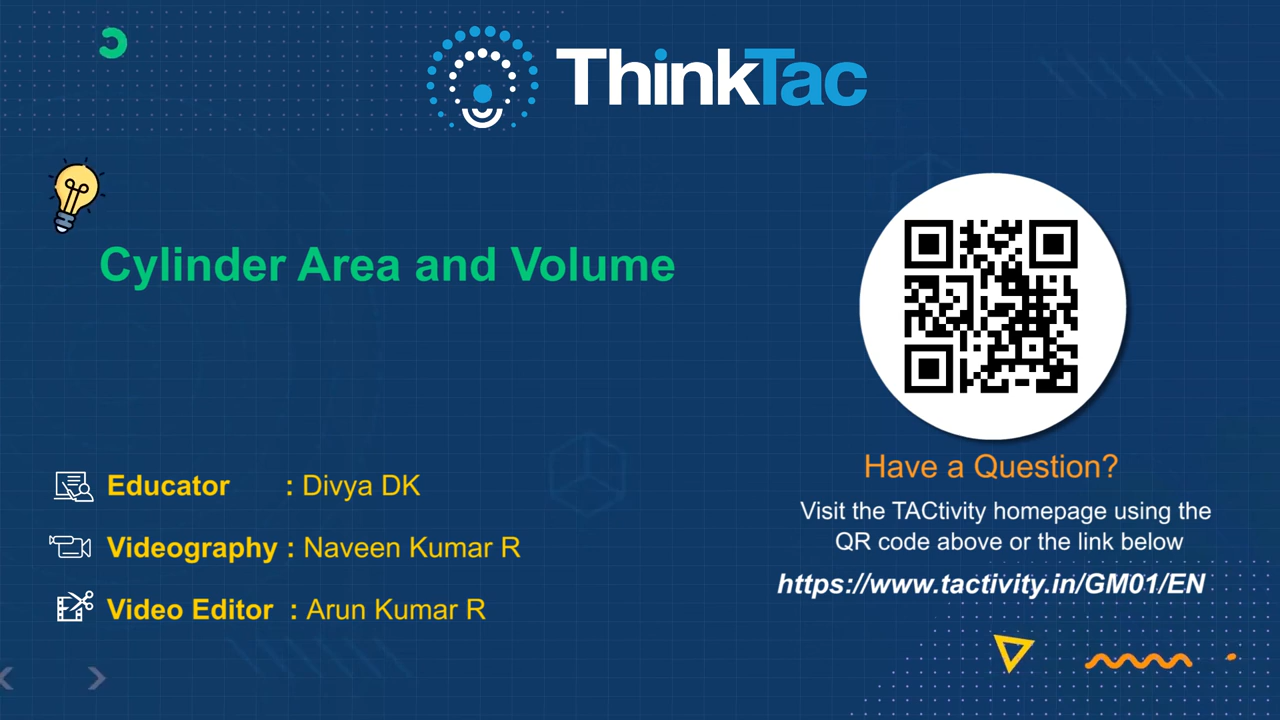 ThinkTac
Cylinder Area and Volume
Educator : Divya DK
Videography : Naveen Kumar R
Video Editor : Arun Kumar R
Have a Question?
Visit the TACtivity homepage using the
QR code above or the link below
https://www.tactivity.in/GM01/EN